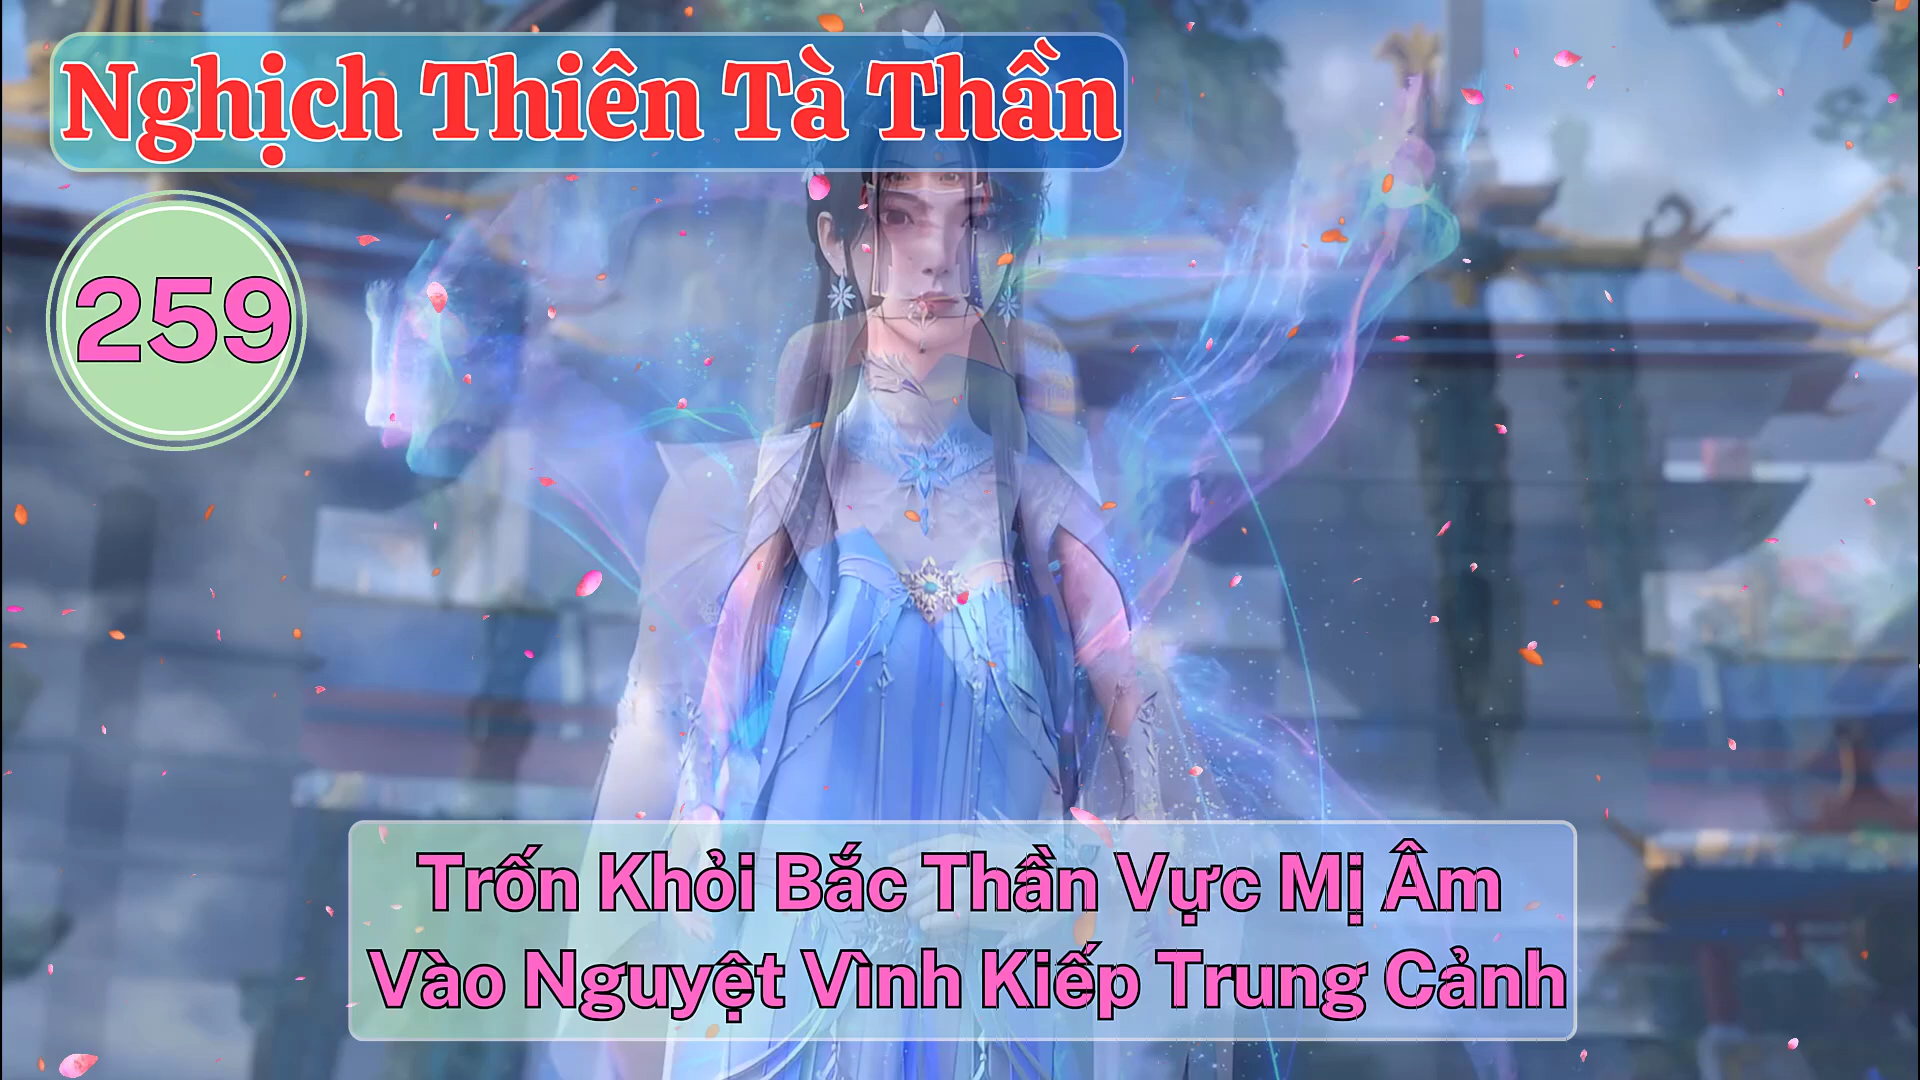 Nghịch Thiên Tà Thần
259
Trốn Khỏi Bắc Thần Vực Mị Âm
Vào Nguyệt Vình Kiếp Trung Cảnh